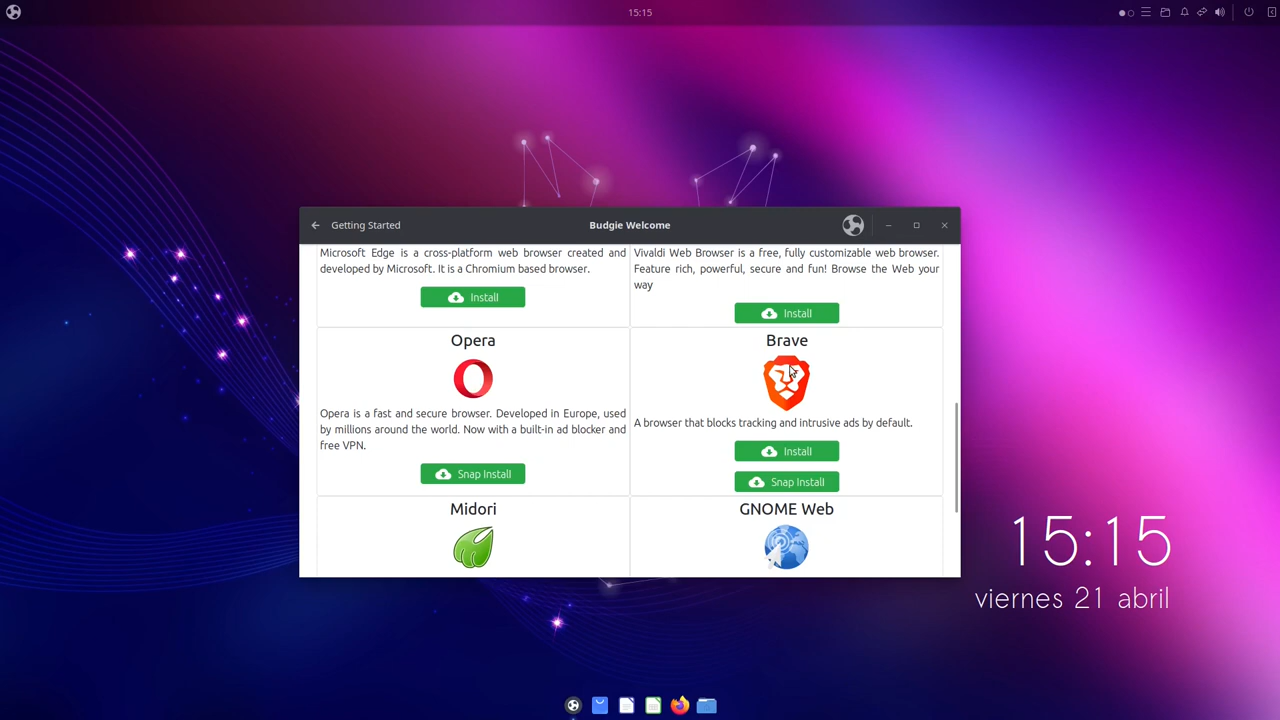 15:15
Getting Started
Budgie Welcome
Microsoft Edge is a cross-platform web browser created and
developed by Microsoft. It is a Chromium based browser.
Install
Vivaldi Web Browser is a free, fully customizable web browser.
Feature rich, powerful, secure and fun! Browse the Web your
way
Install
Opera
Opera is a fast and secure browser. Developed in Europe, used
by millions around the world. Now with a built-in ad blocker and
free VPN.
Snap Install
Brave
A browser that blocks tracking and intrusive ads by default.
Install
Snap Install
Midori
GNOME Web
15:15
viernes 21 abril